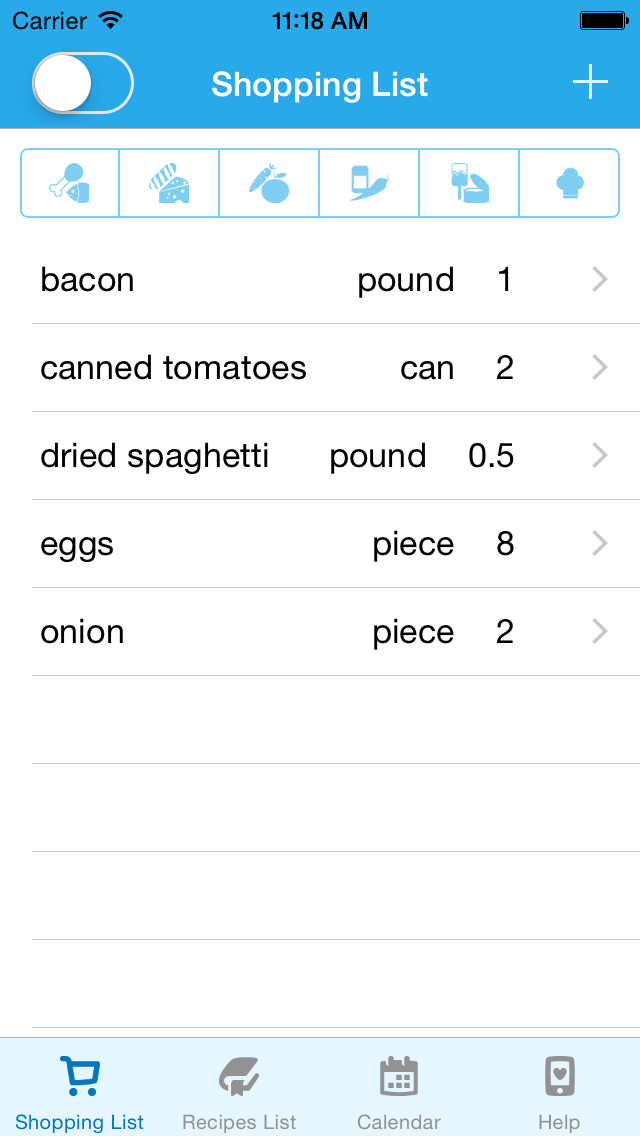 Carrier 11:18 AM
Shopping List
bacon pound 1
canned tomatoes can 2
dried spaghetti pound 0.5
eggs piece 8
onion piece 2
Shopping List Recipes List Calendar Help